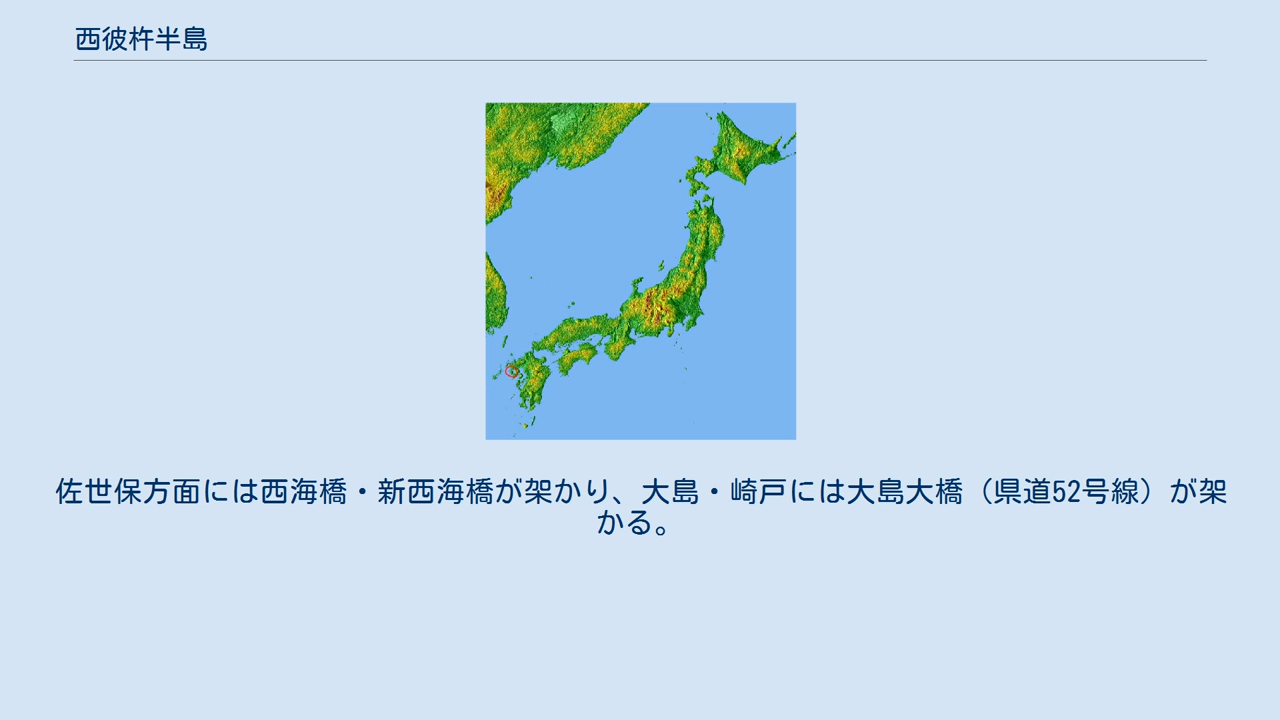 西彼杵半島
佐世保方面には西海橋・新西海橋が架かり、大島・崎戸には大島大橋（県道52号線）が架
かる。